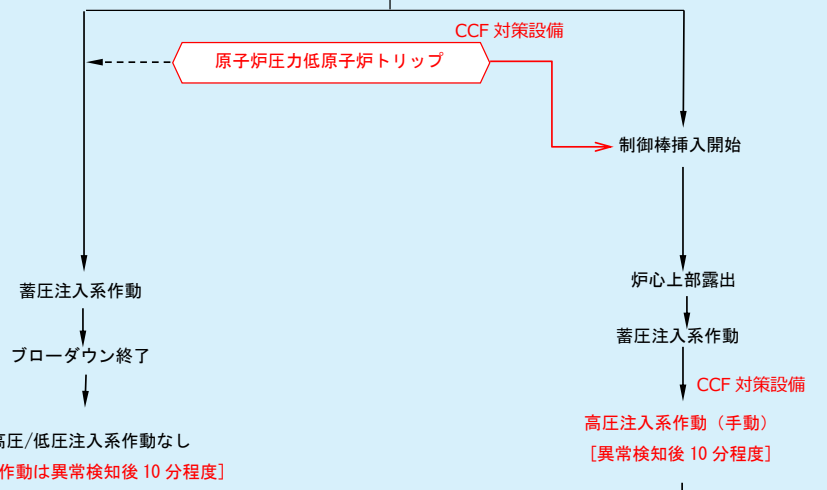 CCF 対策設備
原子炉圧力低原子炉トリップ
制御棒挿入開始
蓄圧注入系作動
ブローダウン終了
高圧/低圧注入系作動なし
作動は異常検知後 10 分程度]
炉心上部露出
蓄圧注入系作動
CCF 対策設備
高圧注入系作動（手動）
[異常検知後 10 分程度]